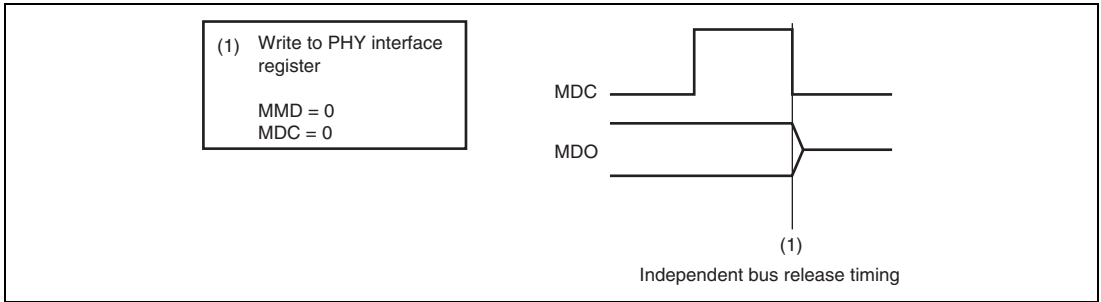 (1) Write to PHY interface
register
MMD = 0
MDC = 0
MDC
MDO
(1)
Independent bus release timing